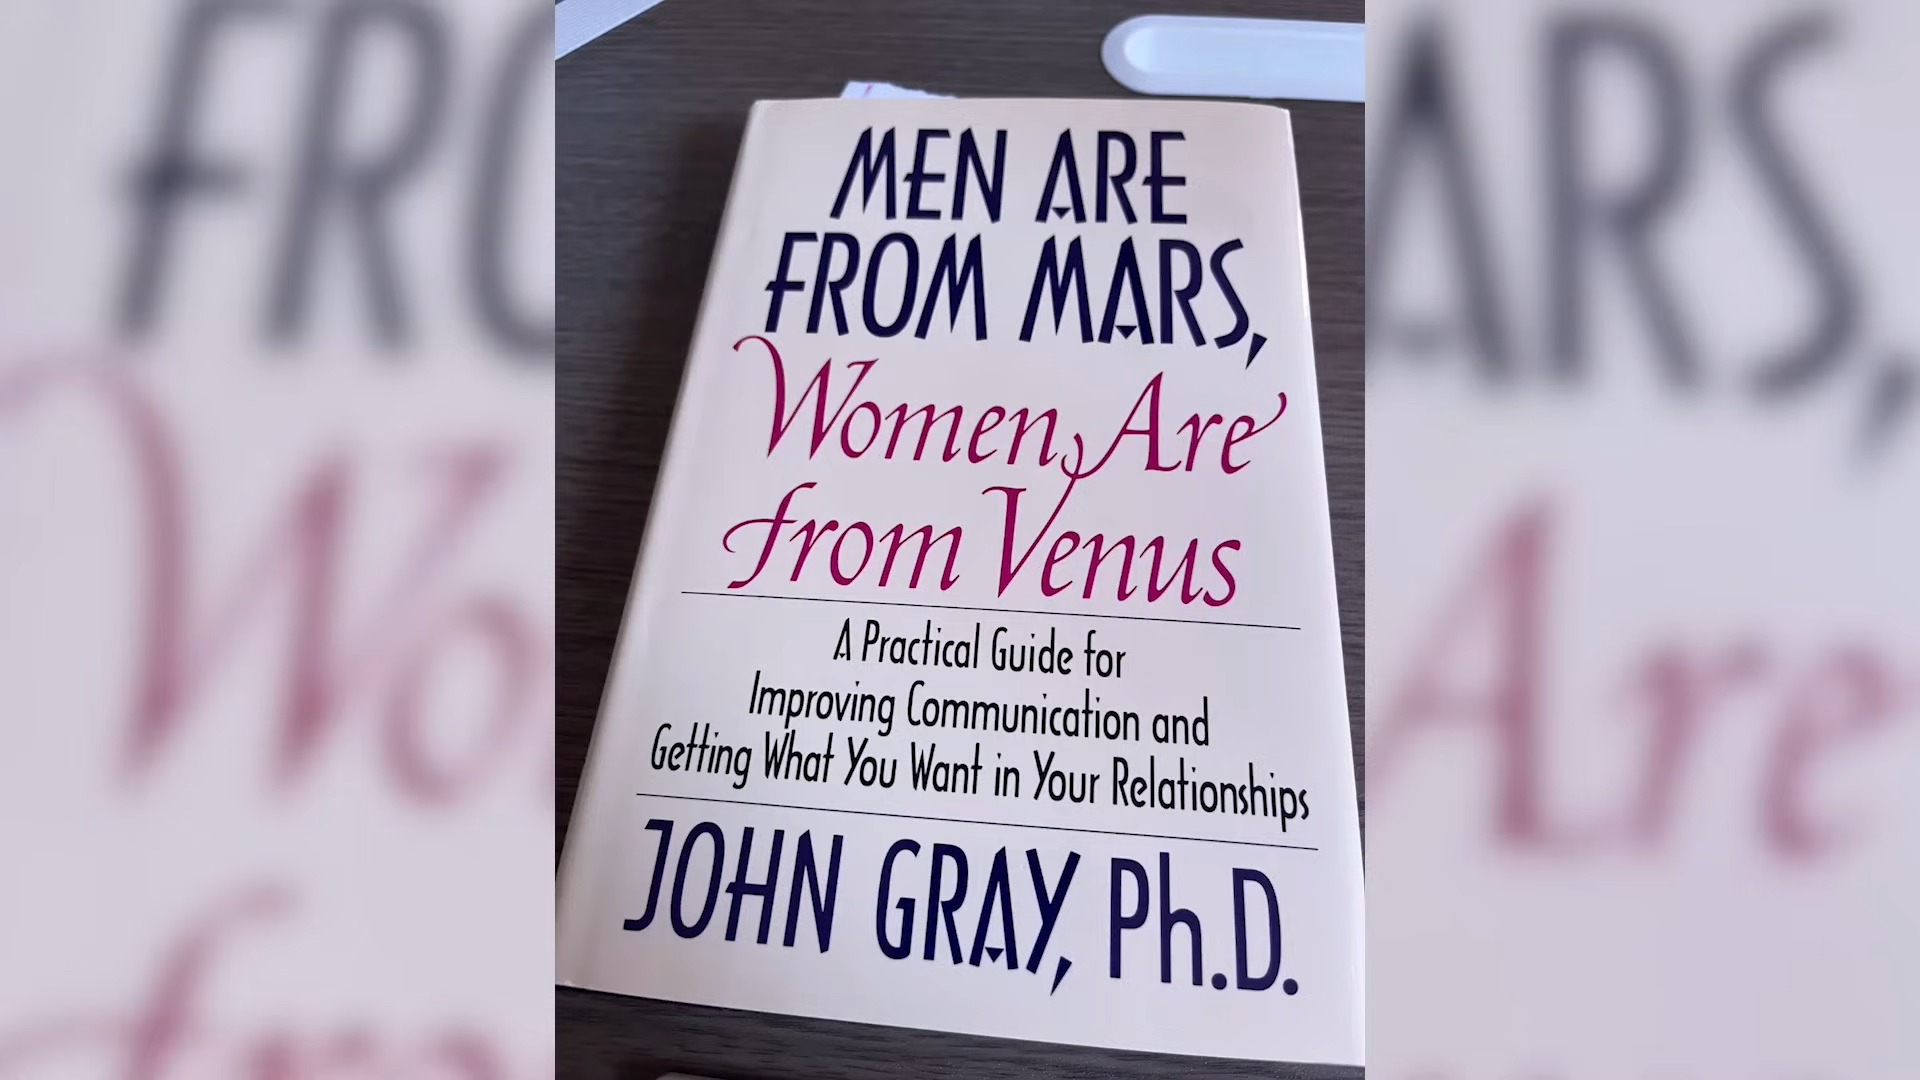 MEN ARE
FROM MARS,
Women Are
from Venus
A Practical Guide for
Improving Communication and
Getting What You Want in Your Relationships
JOHN GRAY, Ph.D.